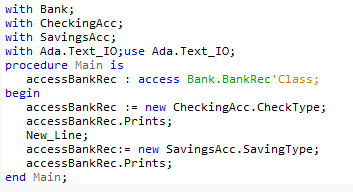 with Bank;
with CheckingAcc;
with SavingsAcc;
with Ada.Text_IO;use Ada.Text_IO;
procedure Main is
   accessBankRec : access Bank.BankRec'Class;
begin
   accessBankRec := new CheckingAcc.CheckType;
   accessBankRec.Prints;
   New_Line;
   accessBankRec:= new SavingsAcc.SavingType;
   accessBankRec.Prints;
end Main;